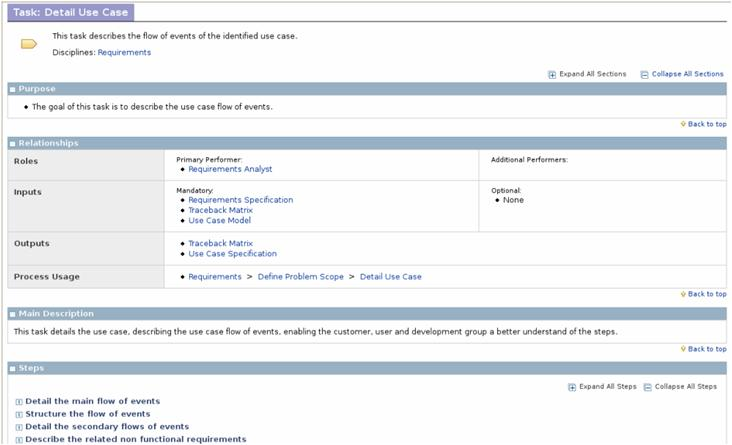 Task: Detail Use Case
This task describes the flow of events of the identified use case.
Disciplines: Requirements
Expand All Sections Collapse All Sections
Purpose
The goal of this task is to describe the use case flow of events.
Back to top
Relationships
Roles Primary Performer: Additional Performers:
Requirements Analyst
Inputs Mandatory: Optional:
Requirements Specification None
Traceback Matrix
Use Case Model
Outputs Traceback Matrix
Use Case Specification
Process Usage Requirements > Define Problem Scope > Detail Use Case
Back to top
Main Description
This task details the use case, describing the use case flow of events, enabling the customer, user and development group a better understand of the steps.
Back to top
Steps
Expand All Steps Collapse All Steps
Detail the main flow of events
Structure the flow of events
Detail the secondary flows of events
Describe the related non functional requirements